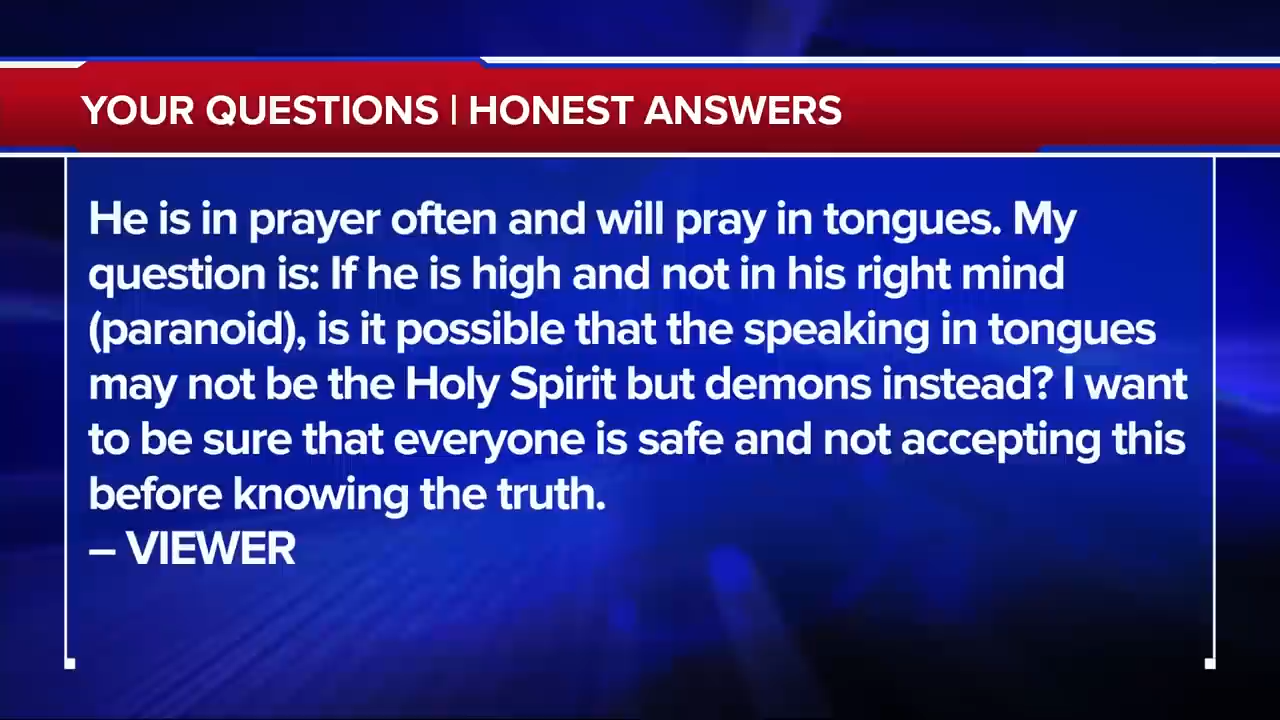 YOUR QUESTIONS | HONEST ANSWERS
He is in prayer often and will pray in tongues. My
question is: If he is high and not in his right mind
(paranoid), is it possible that the speaking in tongues
may not be the Holy Spirit but demons instead? I want
to be sure that everyone is safe and not accepting this
before knowing the truth.
– VIEWER